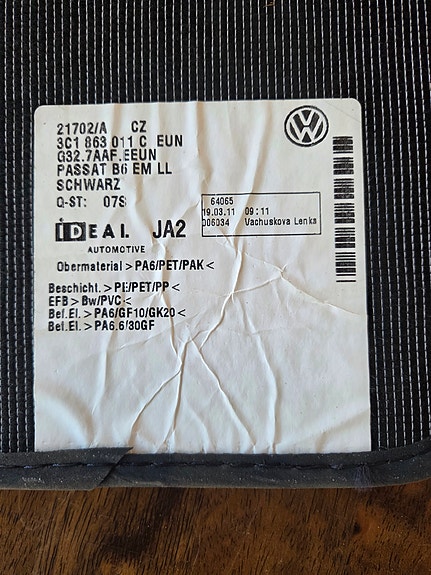 21702/A CZ
3C1 863 011 C EUN
G32.7AAF.EEUN
PASSAT B6 EM LL
SCHWARZ
Q-ST: 07S
64065
19.03.11 09:11
006034 Vachuskova Lenka
IDEAL JA2
AUTOMOTIVE
Obermaterial > PA6/PET/PAK <
Beschicht. > PE/PET/PP <
EFB > Bw/PVC <
Bef.El. > PA6/GF10/GK20 <
Bef.El. > PA6.6/30GF
VW